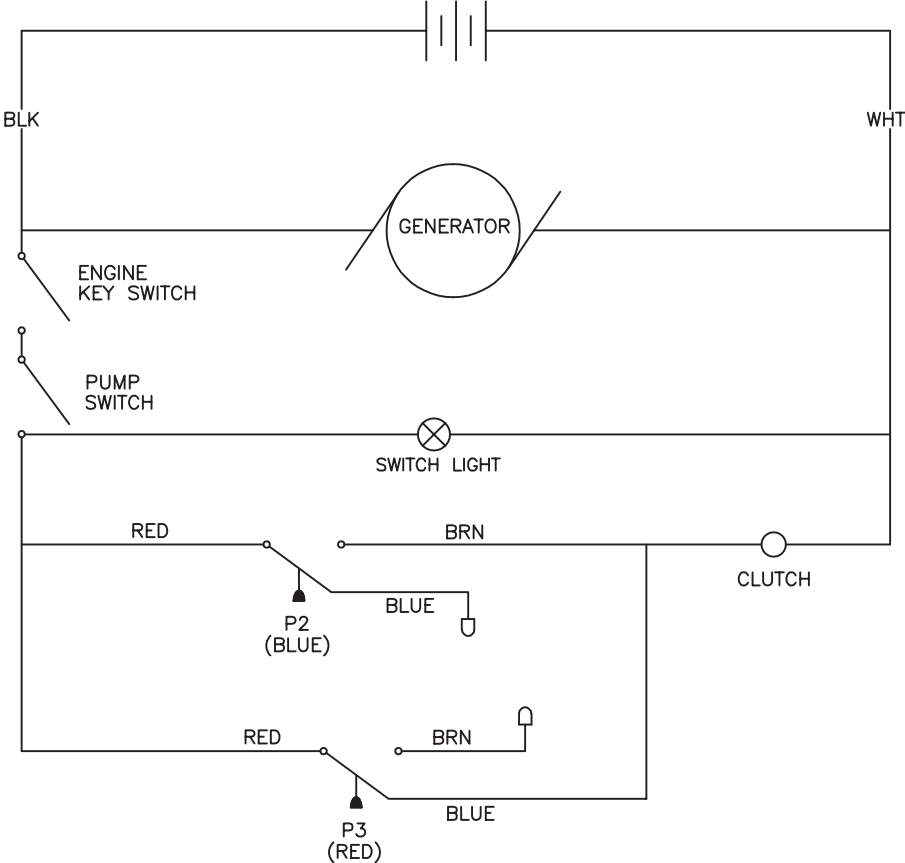 BLK
WHT
GENERATOR
ENGINE
KEY SWITCH
PUMP
SWITCH
SWITCH LIGHT
RED
BRN
CLUTCH
BLUE
P2
(BLUE)
RED
BRN
BLUE
P3
(RED)